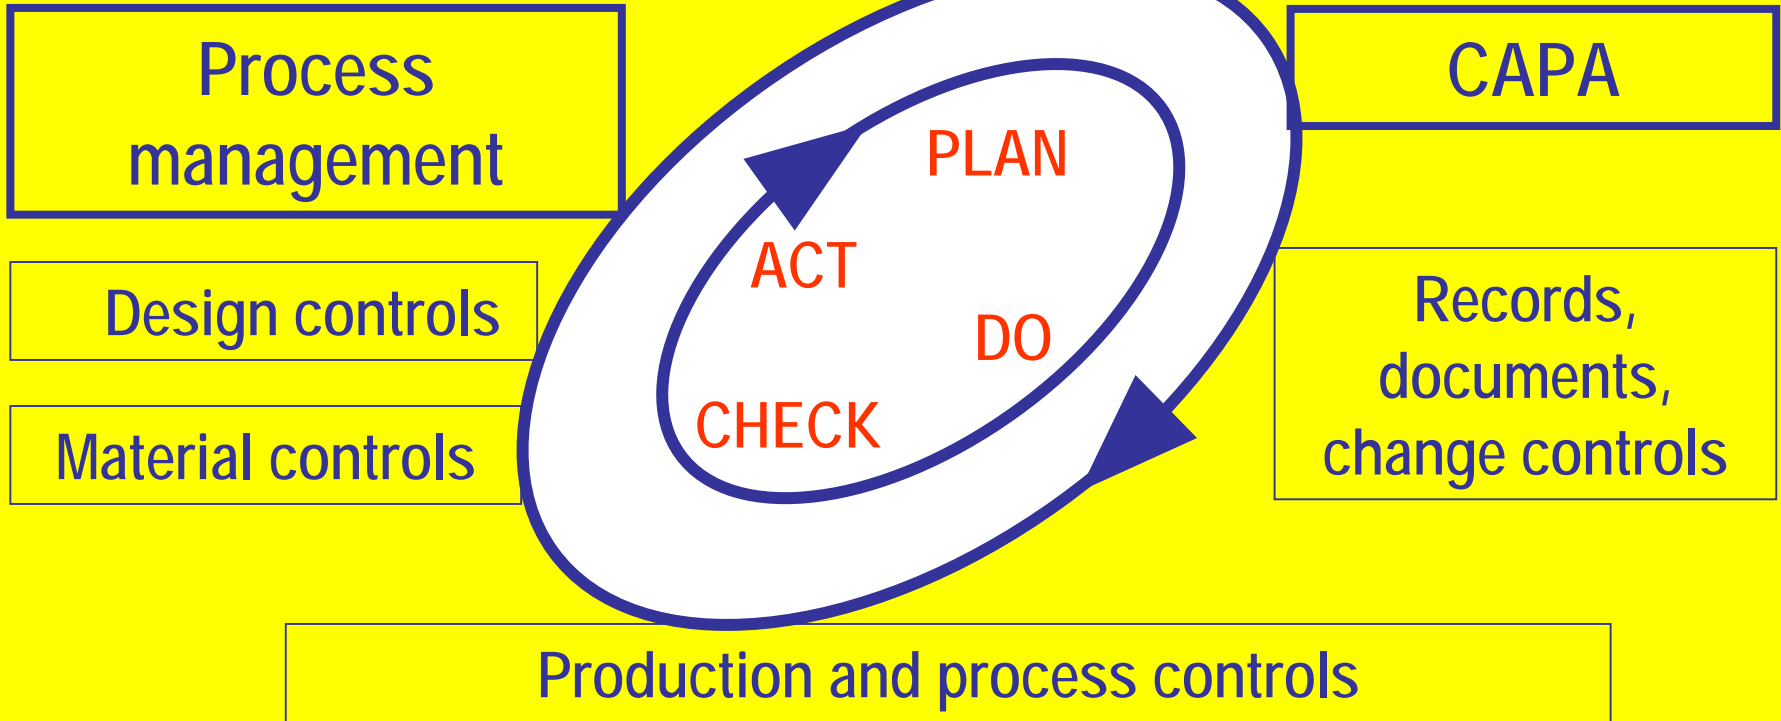 Process
management
CAPA
PLAN
ACT
DO
CHECK
Design controls
Material controls
Records,
documents,
change controls
Production and process controls